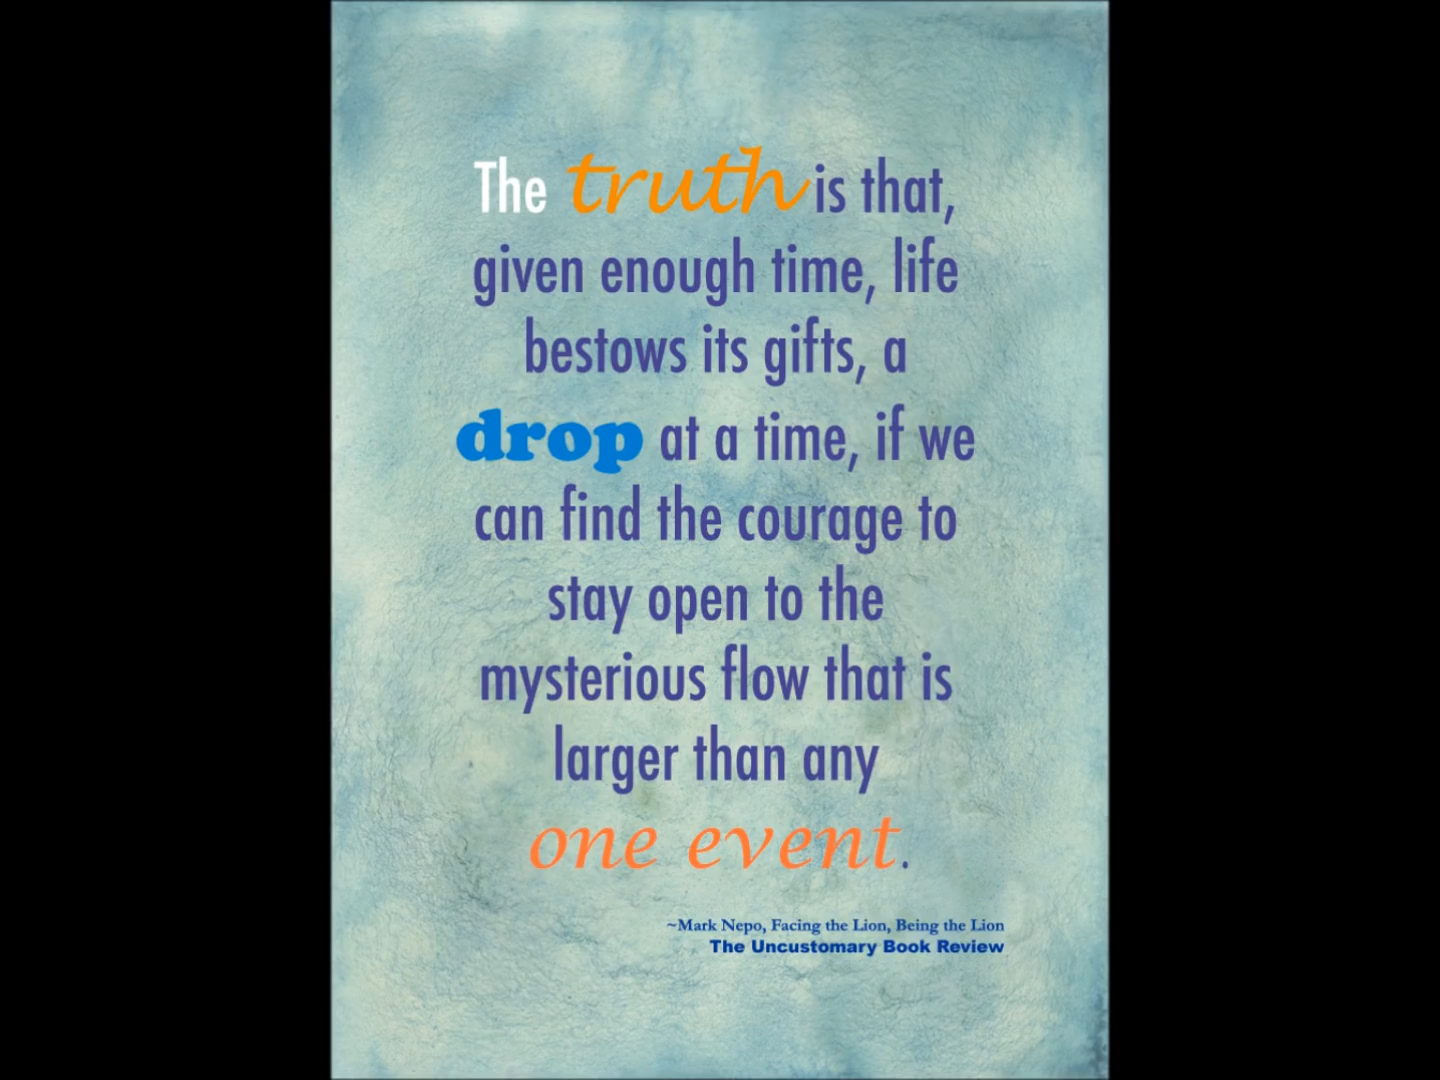 The truth is that,
given enough time, life
bestows its gifts, a
drop at a time, if we
can find the courage to
stay open to the
mysterious flow that is
larger than any
one event.
~Mark Nepo, Facing the Lion, Being the Lion
The Uncustomary Book Review